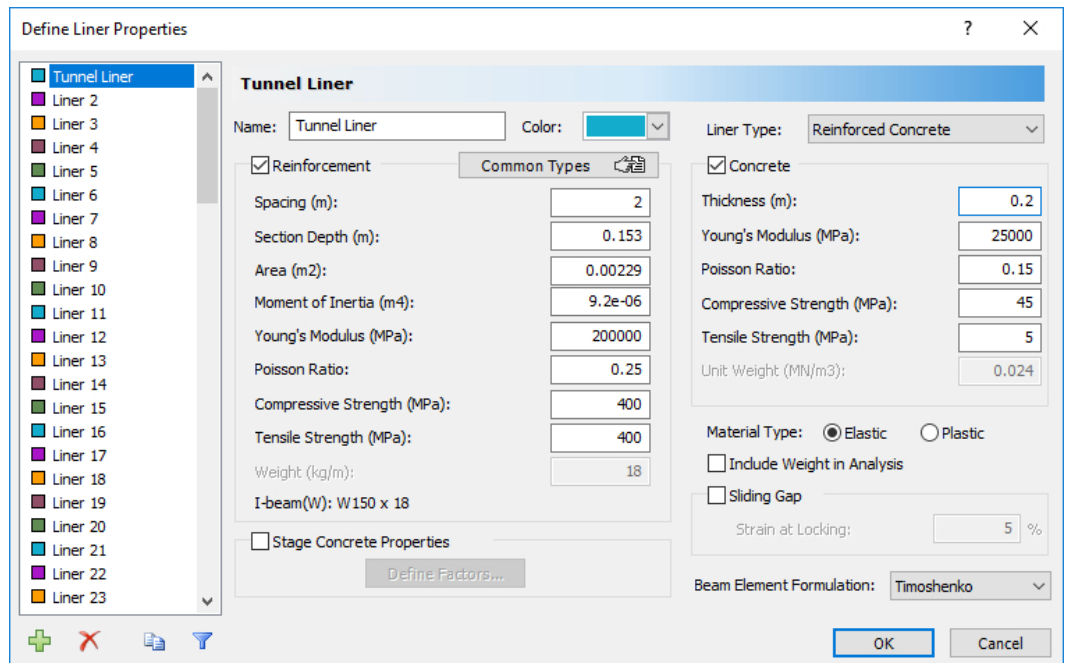 Define Liner Properties ?
Tunnel Liner
Liner 2
Liner 3
Liner 4
Liner 5
Liner 6
Liner 7
Liner 8
Liner 9
Liner 10
Liner 11
Liner 12
Liner 13
Liner 14
Liner 15
Liner 16
Liner 17
Liner 18
Liner 19
Liner 20
Liner 21
Liner 22
Liner 23
Tunnel Liner
Name: Tunnel Liner Color:
Reinforcement Common Types
Spacing (m): 2
Section Depth (m): 0.153
Area (m2): 0.00229
Moment of Inertia (m4): 9.2e-06
Young's Modulus (MPa): 200000
Poisson Ratio: 0.25
Compressive Strength (MPa): 400
Tensile Strength (MPa): 400
Weight (kg/m): 18
I-beam(W): W150 x 18
Stage Concrete Properties
Define Factors...
Liner Type: Reinforced Concrete
Concrete
Thickness (m): 0.2
Young's Modulus (MPa): 25000
Poisson Ratio: 0.15
Compressive Strength (MPa): 45
Tensile Strength (MPa): 5
Unit Weight (MN/m3): 0.024
Material Type: Elastic Plastic
Include Weight in Analysis
Sliding Gap
Strain at Locking: 5 %
Beam Element Formulation: Timoshenko
OK Cancel